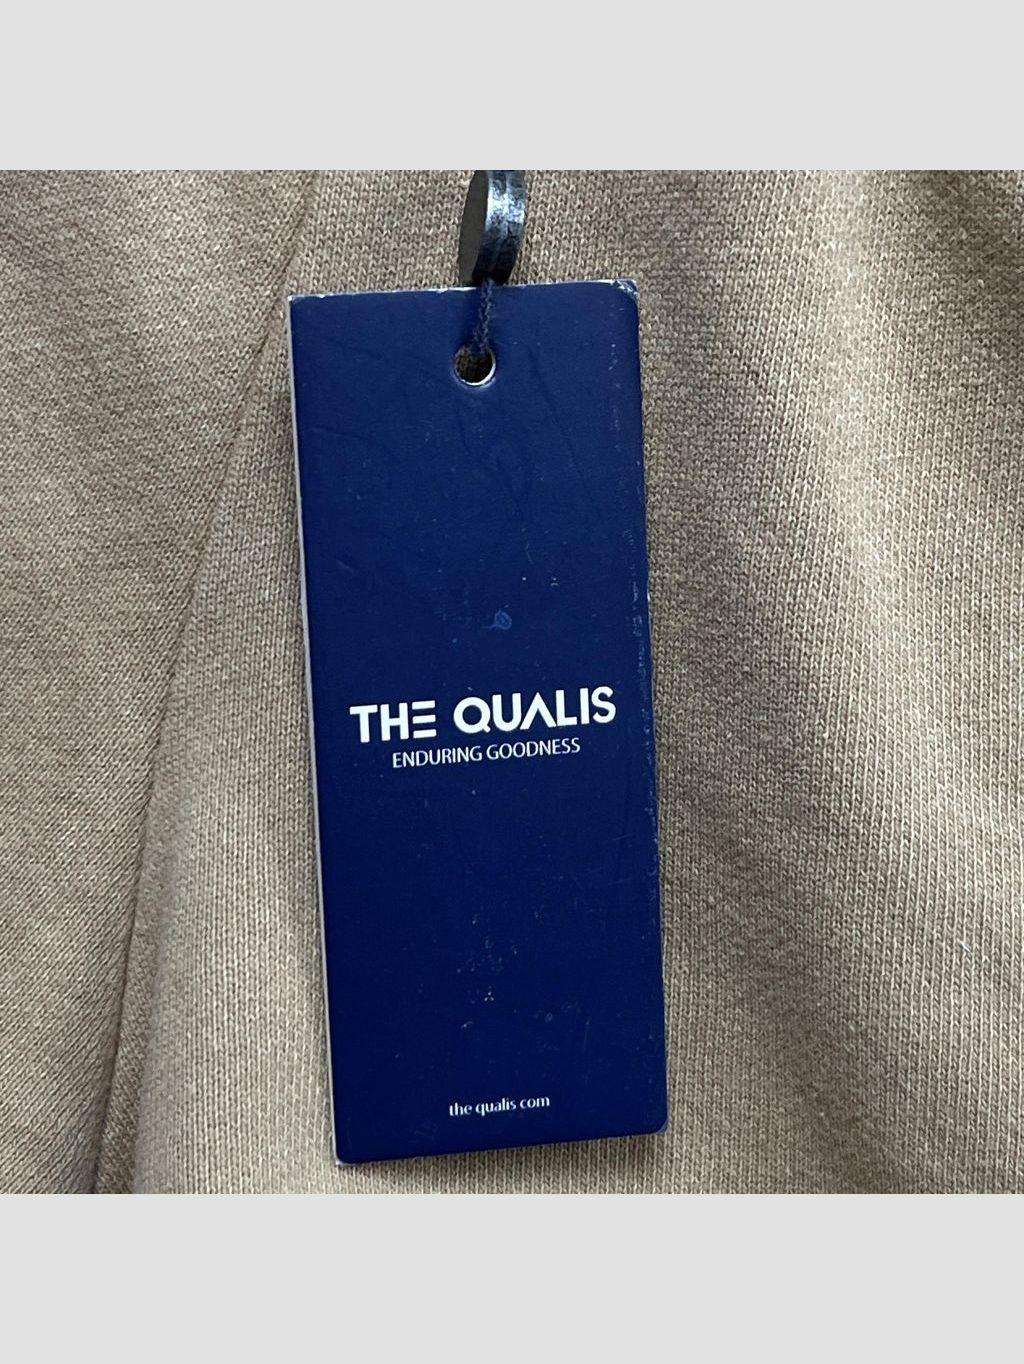 THE QUALIS
ENDURING GOODNESS
the qualis com